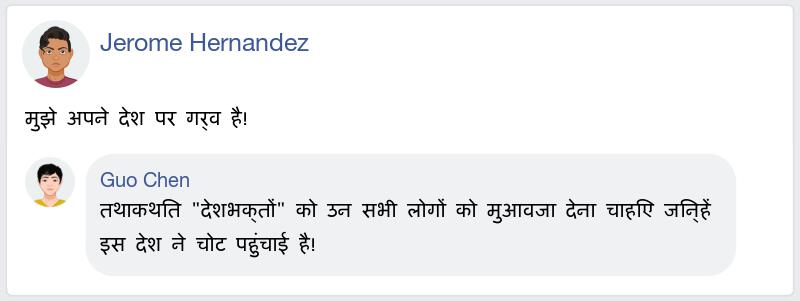 Jerome Hernandez
मुझे अपने देश पर गर्व है!
Guo Chen
तथाकथित "देशभक्तों" को उन सभी लोगों को मुआवजा देना चाहिए जिन्हें
इस देश ने चोट पहुंचाई है!